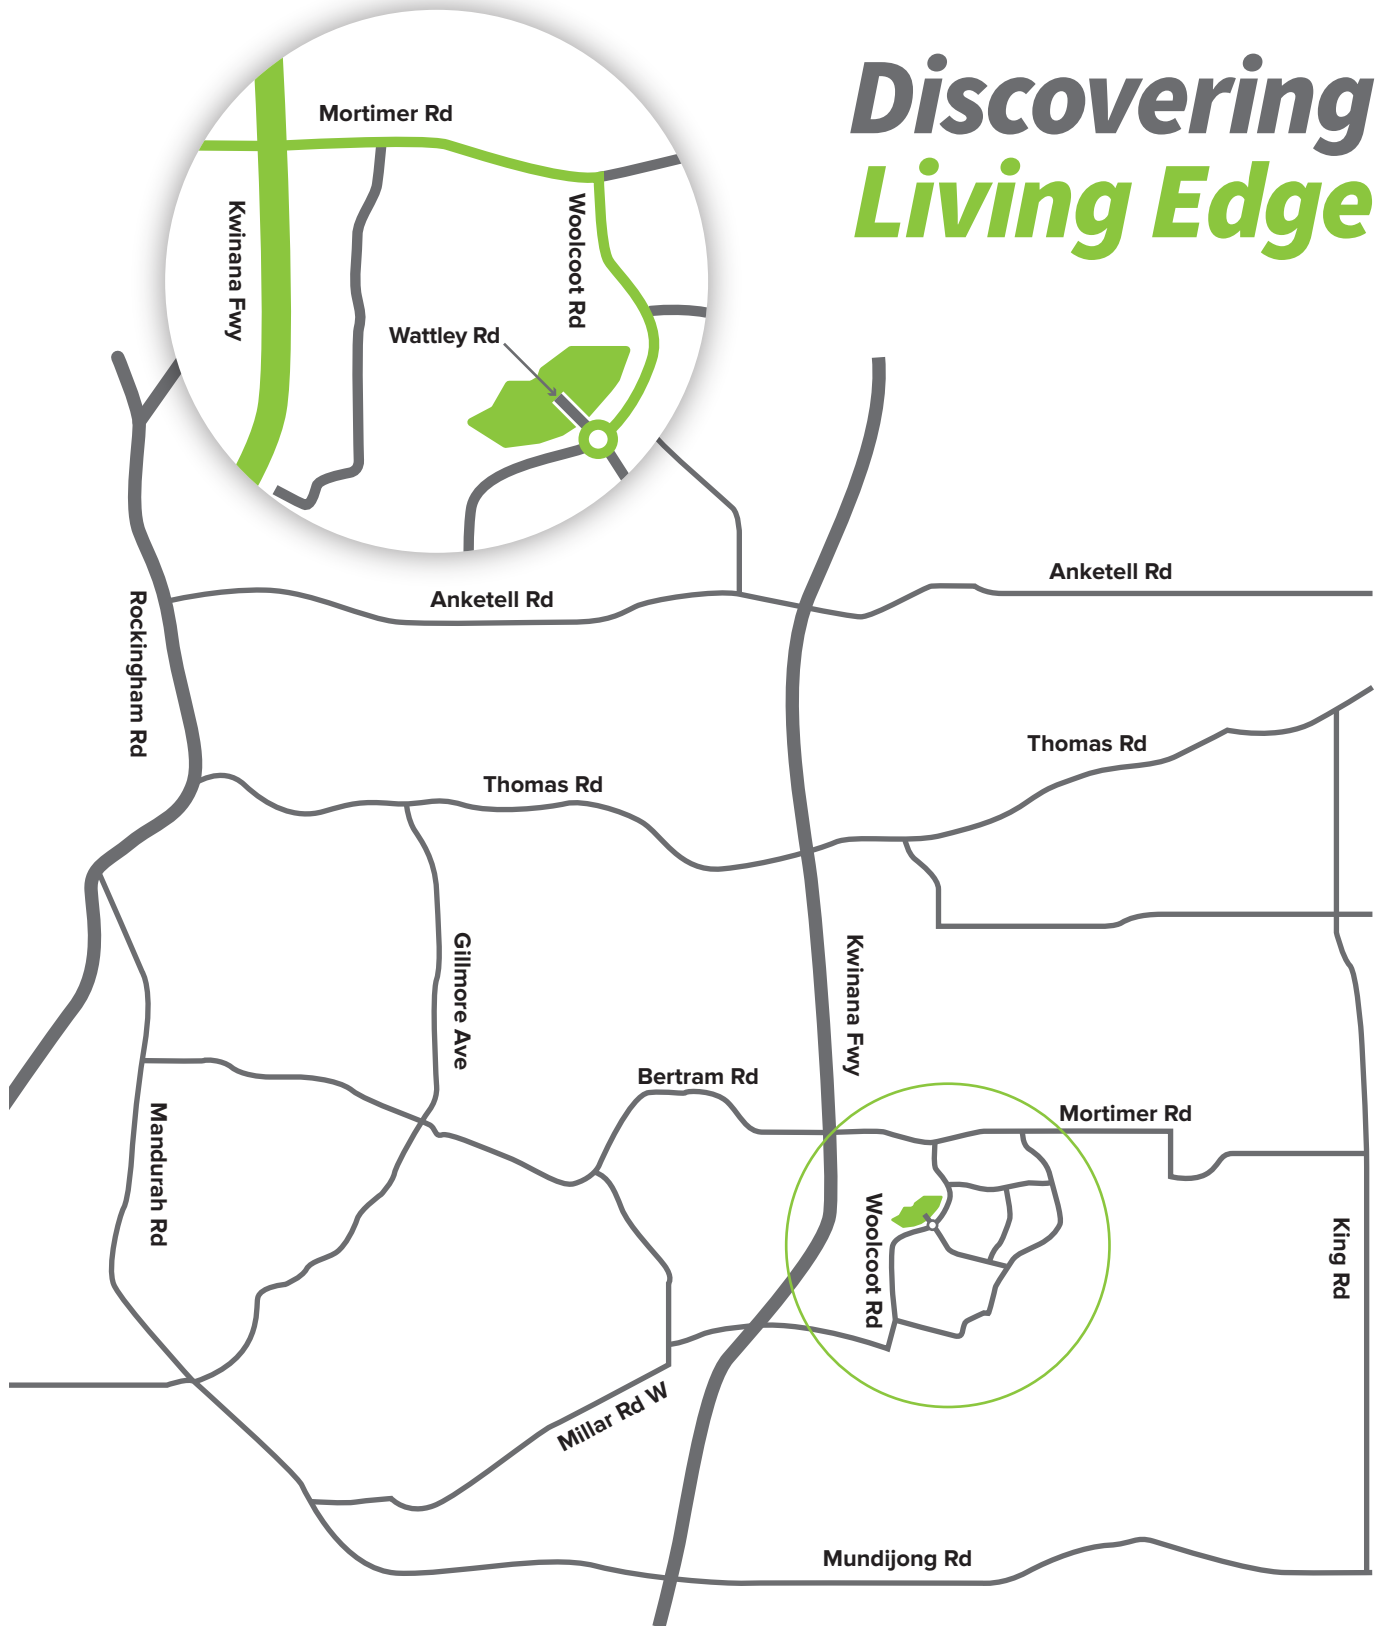 Discovering
Living Edge
Mortimer Rd
Kwinana Fwy
Woolcoot Rd
Wattley Rd
Anketell Rd
Anketell Rd
Rockingham Rd
Thomas Rd
Thomas Rd
Gillmore Ave
Kwinana Fwy
Bertram Rd
Mortimer Rd
Mandurah Rd
Woolcoot Rd
King Rd
Millar Rd W
Mundijong Rd